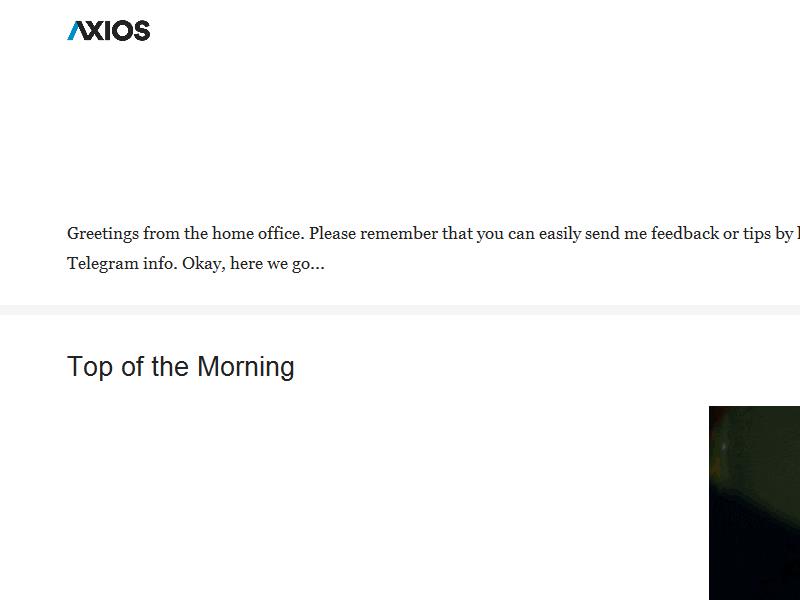 AXIOS
Greetings from the home office. Please remember that you can easily send me feedback or tips by
Telegram info. Okay, here we go...
Top of the Morning